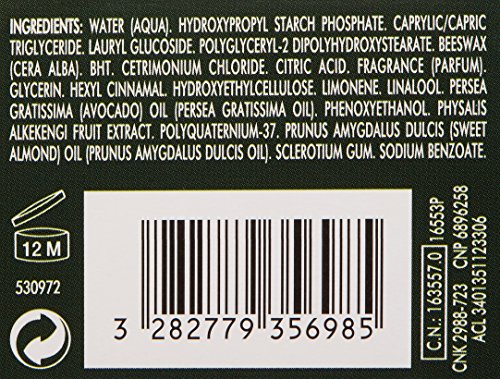 INGREDIENTS: WATER (AQUA). HYDROXYPROPYL STARCH PHOSPHATE. CAPRYLIC/CAPRIC
TRIGLYCERIDE. LAURYL GLUCOSIDE. POLYGLYCERYL-2 DIPOLYHYDROXYSTEARATE. BEESWAX
(CERA ALBA). BHT. CETRIMONIUM CHLORIDE. CITRIC ACID. FRAGRANCE (PARFUM).
GLYCERIN. HEXYL CINNAMAL. HYDROXYETHYLCELLULOSE. LIMONENE. LINALOOL. PERSEA
GRATISSIMA (AVOCADO) OIL (PERSEA GRATISSIMA OIL). PHENOXYETHANOL. PHYSALIS
ALKEKENGI FRUIT EXTRACT. POLYQUATERNIUM-37. PRUNUS AMYGDALUS DULCIS (SWEET
ALMOND) OIL (PRUNUS AMYGDALUS DULCIS OIL). SCLEROTIUM GUM. SODIUM BENZOATE.
12 M
530972
3 282779 356985
C.N.: 163557.0 16553P
CNK 2988-723 CNP 6896258
ACL 3401351123306